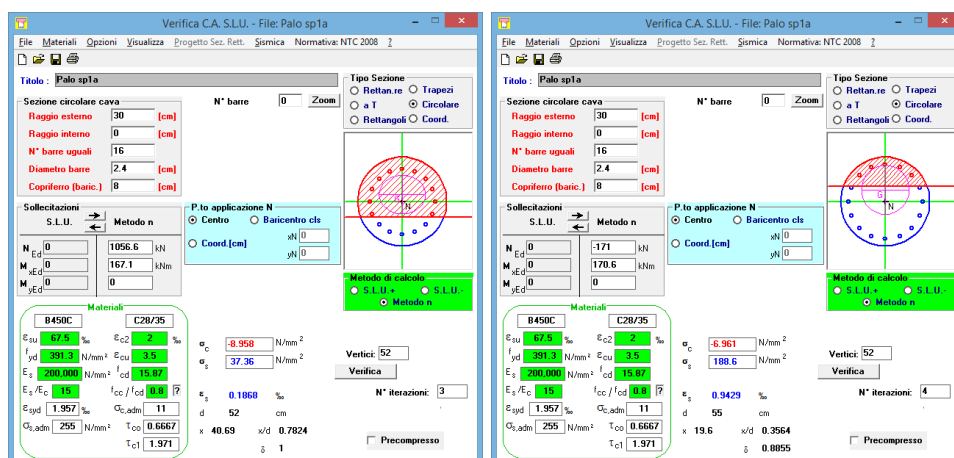 Verifica C.A. S.L.U. - File: Palo sp1a
File Materiali Opzioni Visualizza Progetto Sez. Rett. Sismica Normativa: NTC 2008 ?
Titolo : Palo sp1a
Tipo Sezione
Rettan.re Trapezi
a T Circolare
Rettangoli Coord.
Sezione circolare cava
N° barre 0 Zoom
Raggio esterno 30 [cm]
Raggio interno 0 [cm]
N° barre uguali 16
Diametro barre 2.4 [cm]
Copriferro (baric.) 8 [cm]
G
N
Sollecitazioni
S.L.U. Metodo n
P.to applicazione N
Centro Baricentro cls
Coord.[cm]
xN 0
yN 0
N Ed 0 1056.6 kN
M xEd 0 167.1 kNm
M yEd 0 0
Metodo di calcolo
S.L.U.+ S.L.U.-
Metodo n
Materiali
B450C C28/35
εsu 67.5 ‰ εc2 2 ‰
fyd 391.3 N/mm² εcu 3.5
Es 200,000 N/mm² fcd 15.87
Es/Ec 15 fcc / fcd 0.8 ?
εsyd 1.957 ‰ σc,adm 11
σs,adm 255 N/mm² τco 0.6667
τc1 1.971
σc -8.958 N/mm²
σs 37.36 N/mm²
εs 0.1868 ‰
d 52 cm
x 40.69 x/d 0.7824
δ 1
Vertici: 52
Verifica
N° iterazioni: 3
Precompresso
Verifica C.A. S.L.U. - File: Palo sp1a
File Materiali Opzioni Visualizza Progetto Sez. Rett. Sismica Normativa: NTC 2008 ?
Titolo : Palo sp1a
Tipo Sezione
Rettan.re Trapezi
a T Circolare
Rettangoli Coord.
Sezione circolare cava
N° barre 0 Zoom
Raggio esterno 30 [cm]
Raggio interno 0 [cm]
N° barre uguali 16
Diametro barre 2.4 [cm]
Copriferro (baric.) 8 [cm]
G
N
Sollecitazioni
S.L.U. Metodo n
P.to applicazione N
Centro Baricentro cls
Coord.[cm]
xN 0
yN 0
N Ed 0 -171 kN
M xEd 0 170.6 kNm
M yEd 0 0
Metodo di calcolo
S.L.U.+ S.L.U.-
Metodo n
Materiali
B450C C28/35
εsu 67.5 ‰ εc2 2 ‰
fyd 391.3 N/mm² εcu 3.5
Es 200,000 N/mm² fcd 15.87
Es/Ec 15 fcc / fcd 0.8 ?
εsyd 1.957 ‰ σc,adm 11
σs,adm 255 N/mm² τco 0.6667
τc1 1.971
σc -6.961 N/mm²
σs 188.6 N/mm²
εs 0.9429 ‰
d 55 cm
x 19.6 x/d 0.3564
δ 0.8855
Vertici: 52
Verifica
N° iterazioni: 4
Precompresso